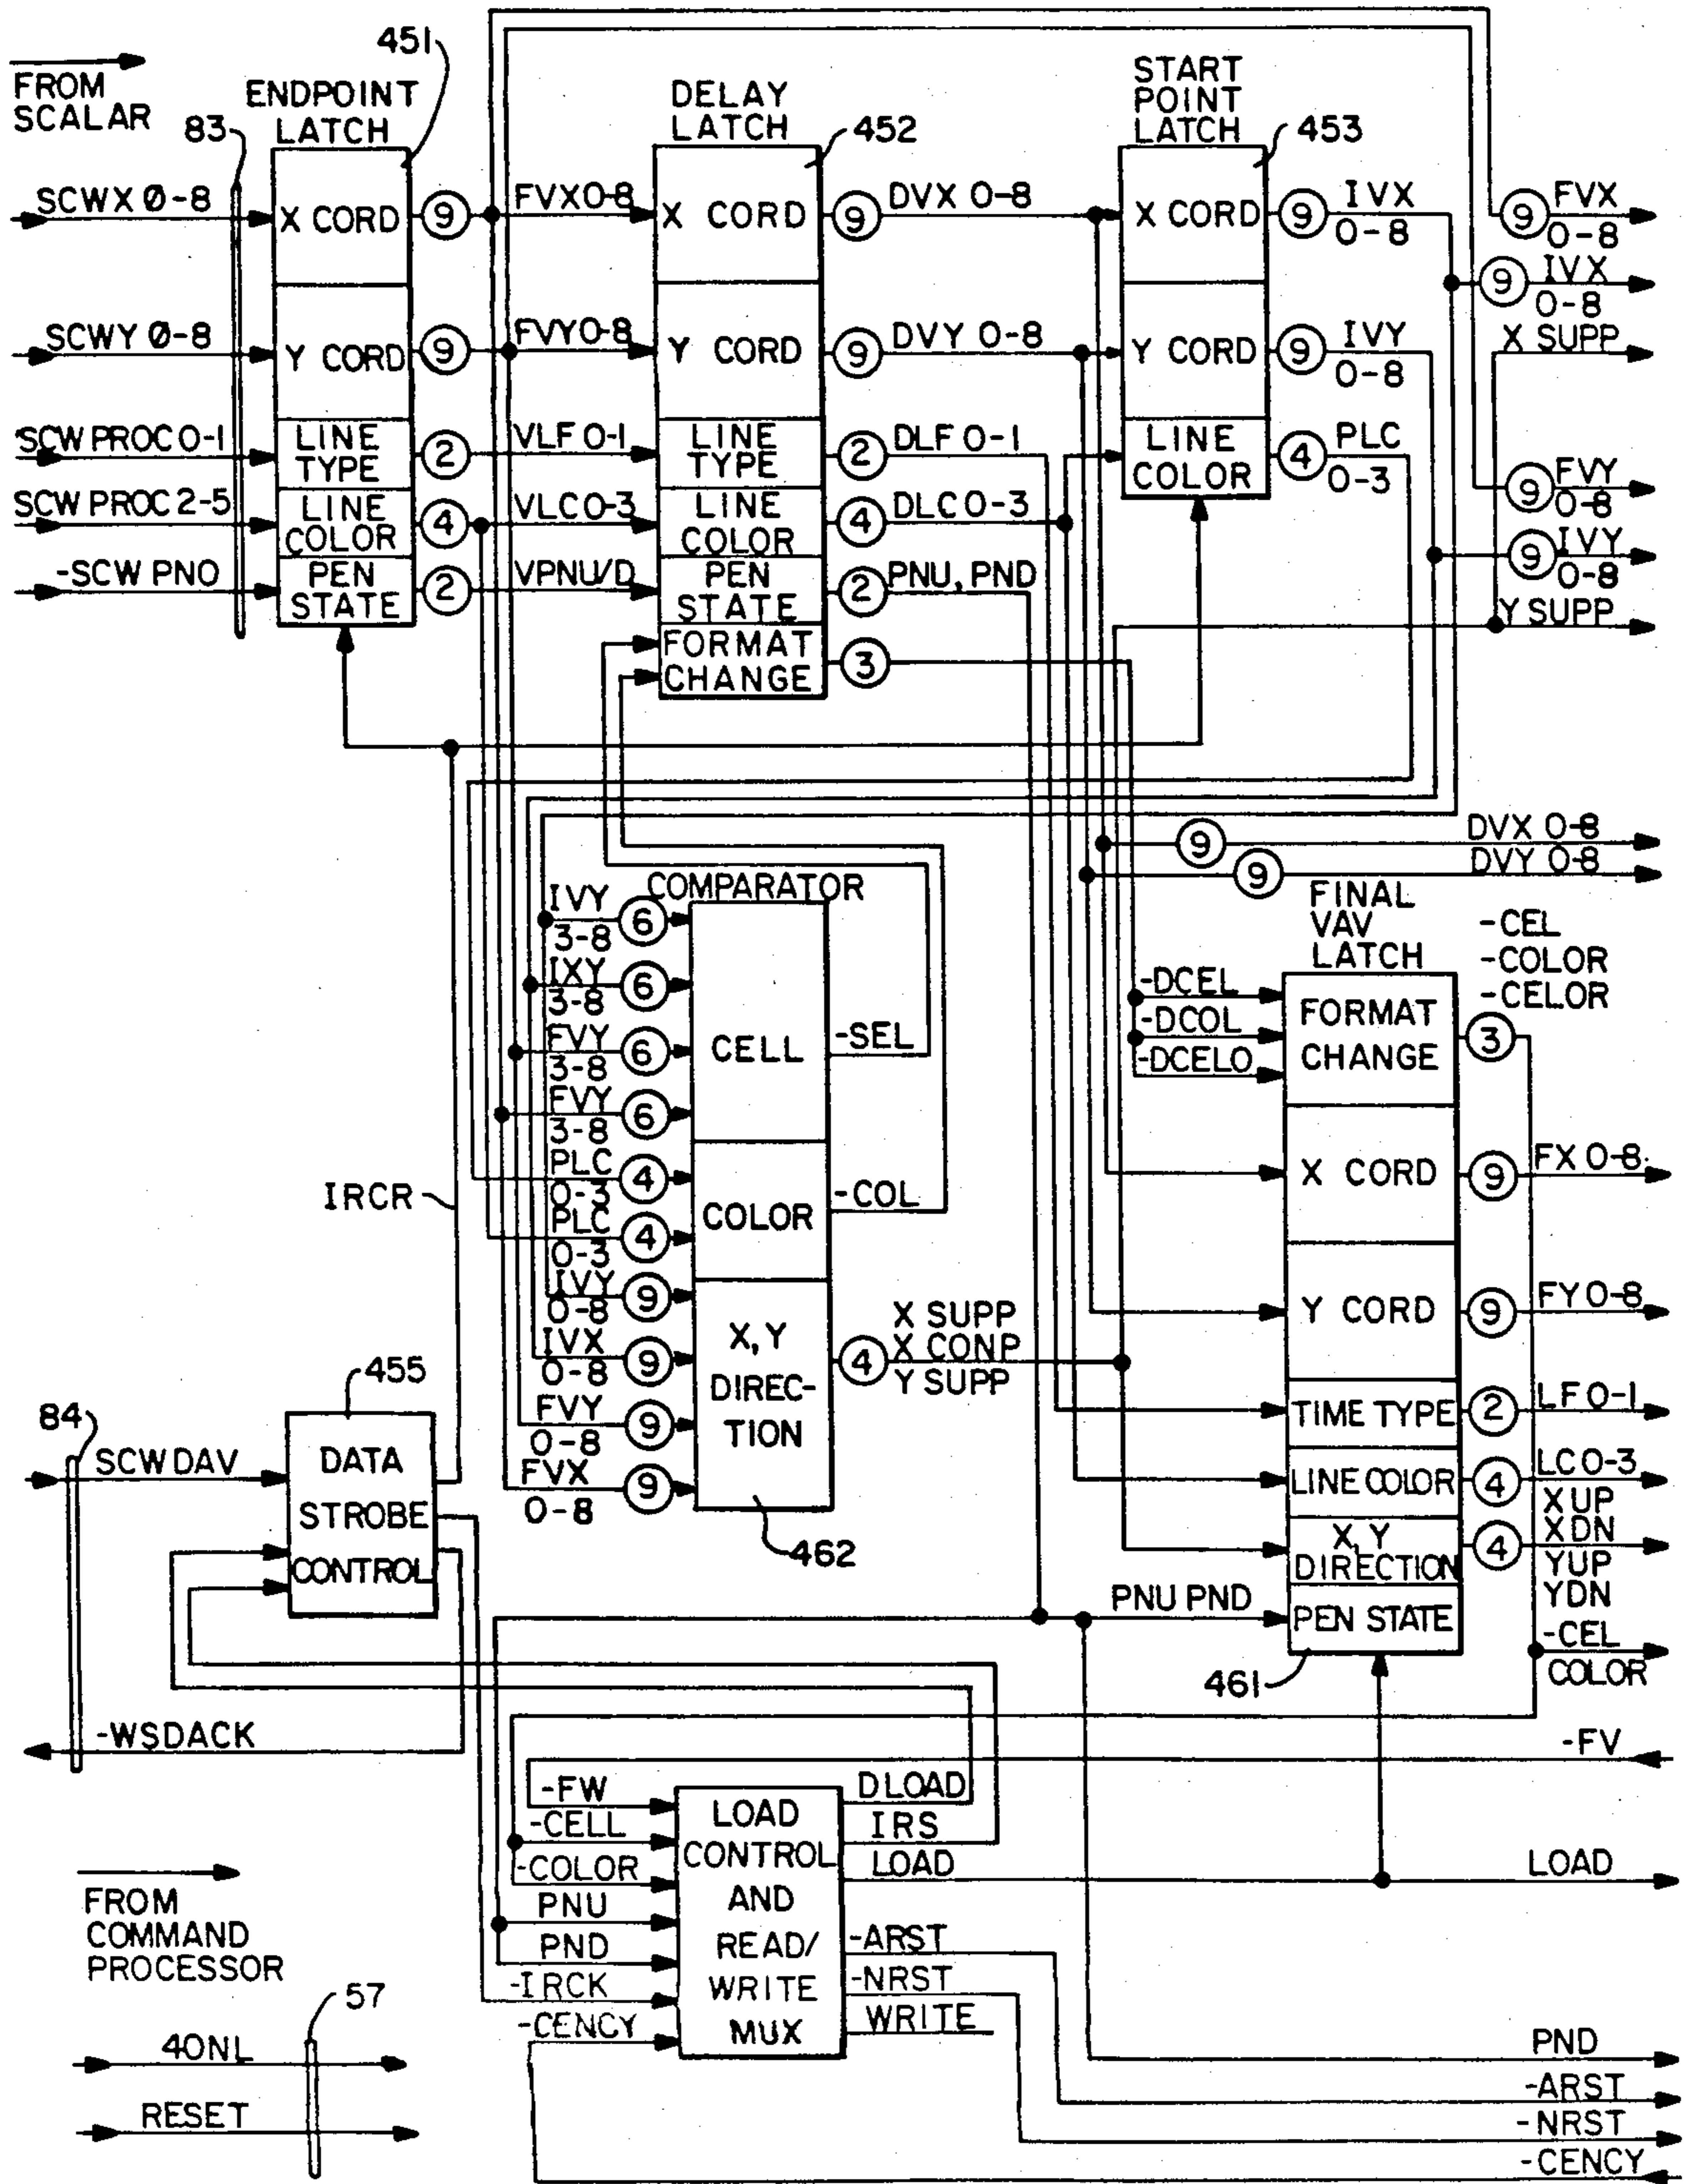 FROM
SCALAR
83
451
ENDPOINT
LATCH
DELAY
LATCH
452
START
POINT
LATCH
453
SCWX Ø-8
X CORD
9
FVX 0-8
X CORD
9
DVX 0-8
X CORD
9
IVX
0-8
9
FVX
0-8
9
IVX
0-8
SCWY Ø-8
Y CORD
9
FVY 0-8
Y CORD
9
DVY 0-8
Y CORD
9
IVY
0-8
X SUPP
SCW PROC 0-1
LINE
TYPE
2
VLF 0-1
LINE
TYPE
2
DLF 0-1
LINE
COLOR
4
PLC
0-3
9
FVY
0-8
SCW PROC 2-5
LINE
COLOR
4
VLC 0-3
LINE
COLOR
4
DLC 0-3
9
IVY
0-8
-SCW PNO
PEN
STATE
2
VPNU/D
PEN
STATE
2
PNU, PND
Y SUPP
FORMAT
CHANGE
3
9
DVX 0-8
9
DVY 0-8
COMPARATOR
IVY
3-8
6
IXY
3-8
6
FVY
3-8
6
FVY
3-8
6
CELL
-SEL
PLC
0-3
4
PLC
0-3
4
COLOR
-COL
IVY
0-8
9
IVX
0-8
9
FVY
0-8
9
FVX
0-8
9
X, Y
DIREC-
TION
4
X SUPP
X CONP
Y SUPP
462
IRCR
FINAL
VAV
LATCH
-CEL
-COLOR
-CELOR
-DCEL
-DCOL
-DCELO
FORMAT
CHANGE
3
X CORD
9
FX 0-8
Y CORD
9
FY 0-8
TIME TYPE
2
LF 0-1
LINE COLOR
4
LC 0-3
X, Y
DIRECTION
4
XUP
XDN
YUP
YDN
PNU PND
PEN STATE
461
-CEL
COLOR
84
455
SCW DAV
DATA
STROBE
CONTROL
-WSDACK
-FV
-FW
-CELL
-COLOR
PNU
PND
-IRCK
-CENCY
LOAD
CONTROL
AND
READ/
WRITE
MUX
DLOAD
IRS
LOAD
-ARST
-NRST
WRITE
LOAD
FROM
COMMAND
PROCESSOR
57
40NL
RESET
PND
-ARST
-NRST
-CENCY